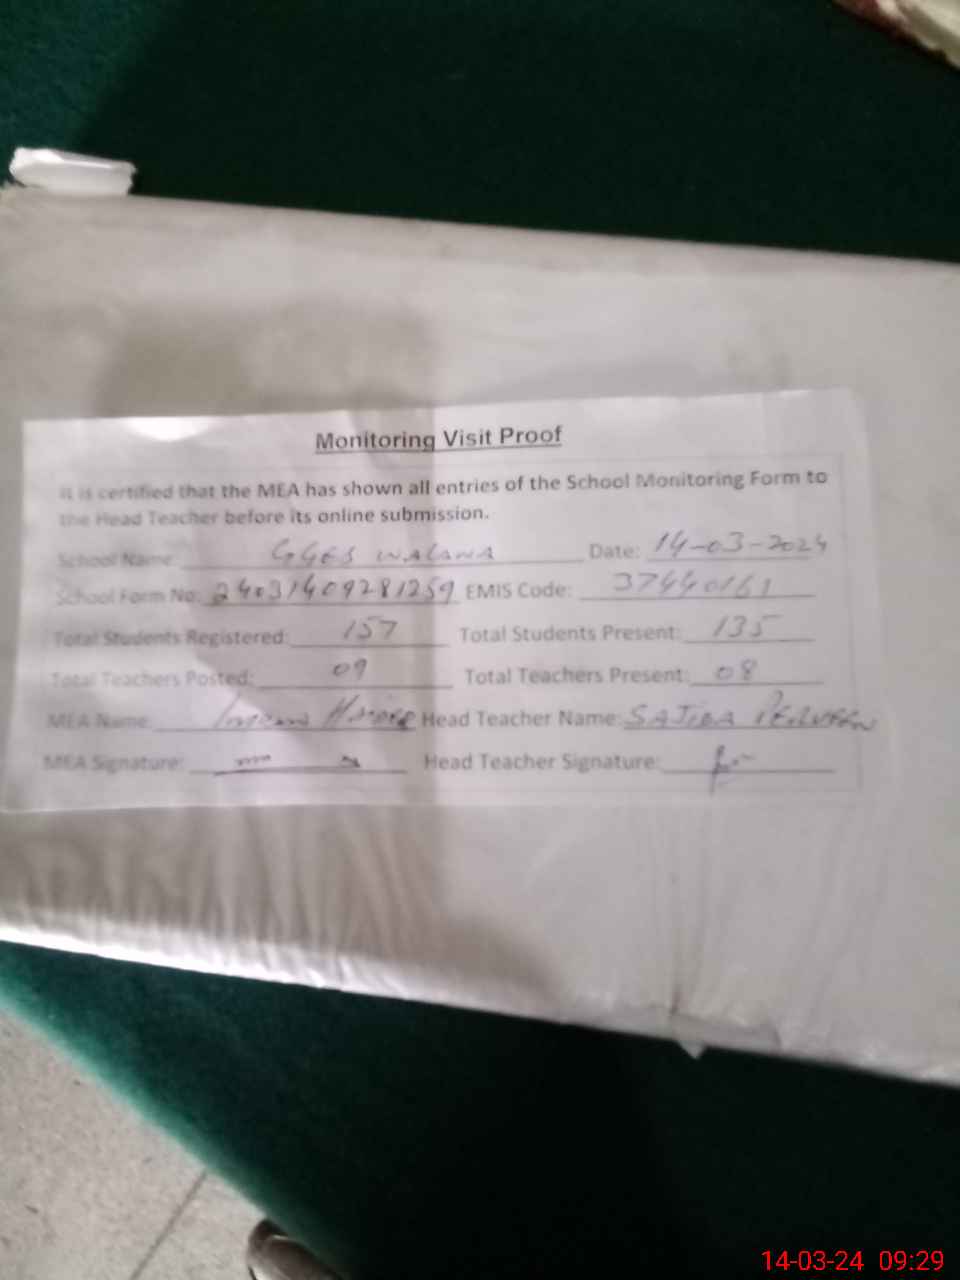 Monitoring Visit Proof
It is certified that the MEA has shown all entries of the School Monitoring Form to
the Head Teacher before its online submission.
School Name: GGES WALANA Date: 14-03-2024
School Form No: 24031409281259 EMIS Code: 37440161
Total Students Registered: 157 Total Students Present: 135
Total Teachers Posted: 09 Total Teachers Present: 08
MEA Name: Head Teacher Name: SAJIDA PERVEEN
MEA Signature: Head Teacher Signature:
14-03-24 09:29